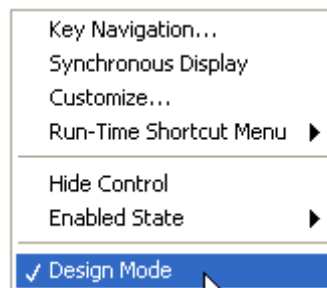 Key Navigation...
Synchronous Display
Customize...
Run-Time Shortcut Menu
Hide Control
Enabled State
Design Mode